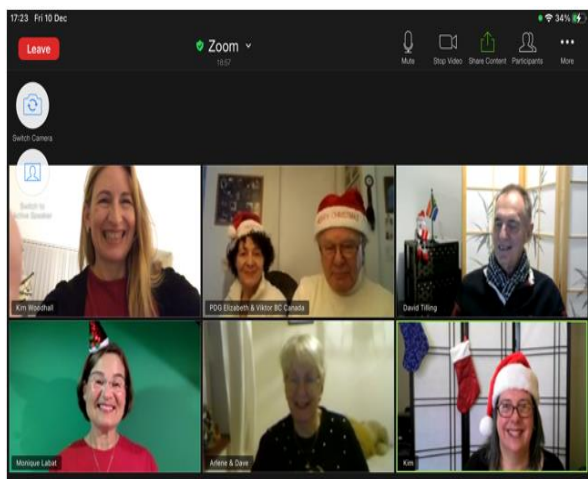 17:23 Fri 10 Dec
34%
Leave
Zoom
18:57
Mute
Stop Video
Share Content
Participants
More
Switch Camera
Switch to
Active Speaker
Kim Woodhall
PDG Elizabeth & Viktor BC Canada
David Tilling
Monique Labat
Arlene & Dave
Kim